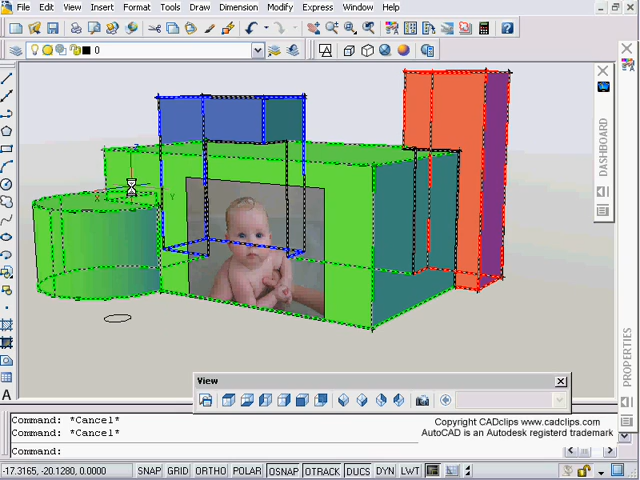 File Edit View Insert Format Tools Draw Dimension Modify Express Window Help
0
DASHBOARD
PROPERTIES
X
Y
Z
A
View
Command: *Cancel*
Command: *Cancel*
Command:
Copyright CADclips www.cadclips.com
AutoCAD is an Autodesk registerd trademark
-17.3165, -20.1280, 0.0000 SNAP GRID ORTHO POLAR OSNAP OTRACK DUCS DYN LWT